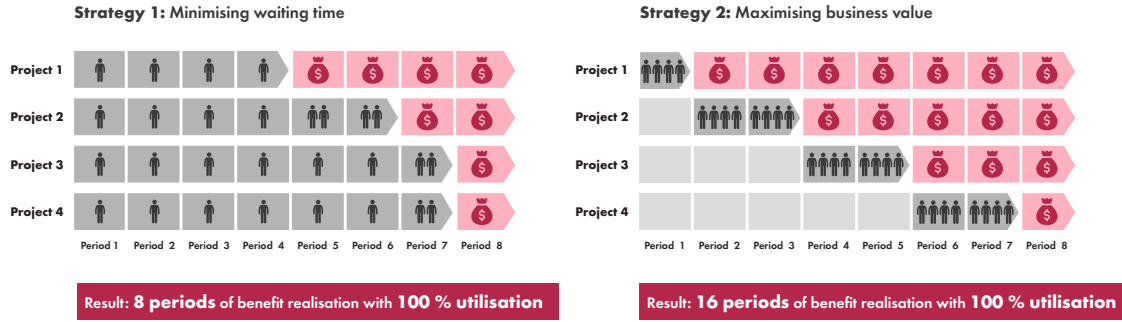 Strategy 1: Minimising waiting time
Project 1
$ $ $ $
Project 2
$ $
Project 3
$
Project 4
$
Period 1 Period 2 Period 3 Period 4 Period 5 Period 6 Period 7 Period 8
Result: 8 periods of benefit realisation with 100 % utilisation
Strategy 2: Maximising business value
Project 1
$ $ $ $ $ $ $
Project 2
$ $ $ $ $
Project 3
$ $ $
Project 4
$
Period 1 Period 2 Period 3 Period 4 Period 5 Period 6 Period 7 Period 8
Result: 16 periods of benefit realisation with 100 % utilisation